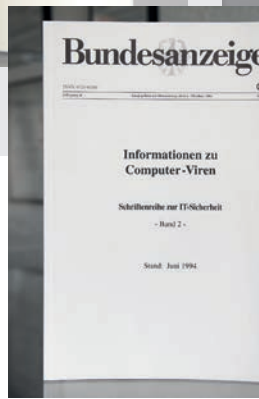 Bundesanzeige
Informationen zu
Computer-Viren
Schriftenreihe zur IT-Sicherheit
- Band 2 -
Stand: Juni 1994